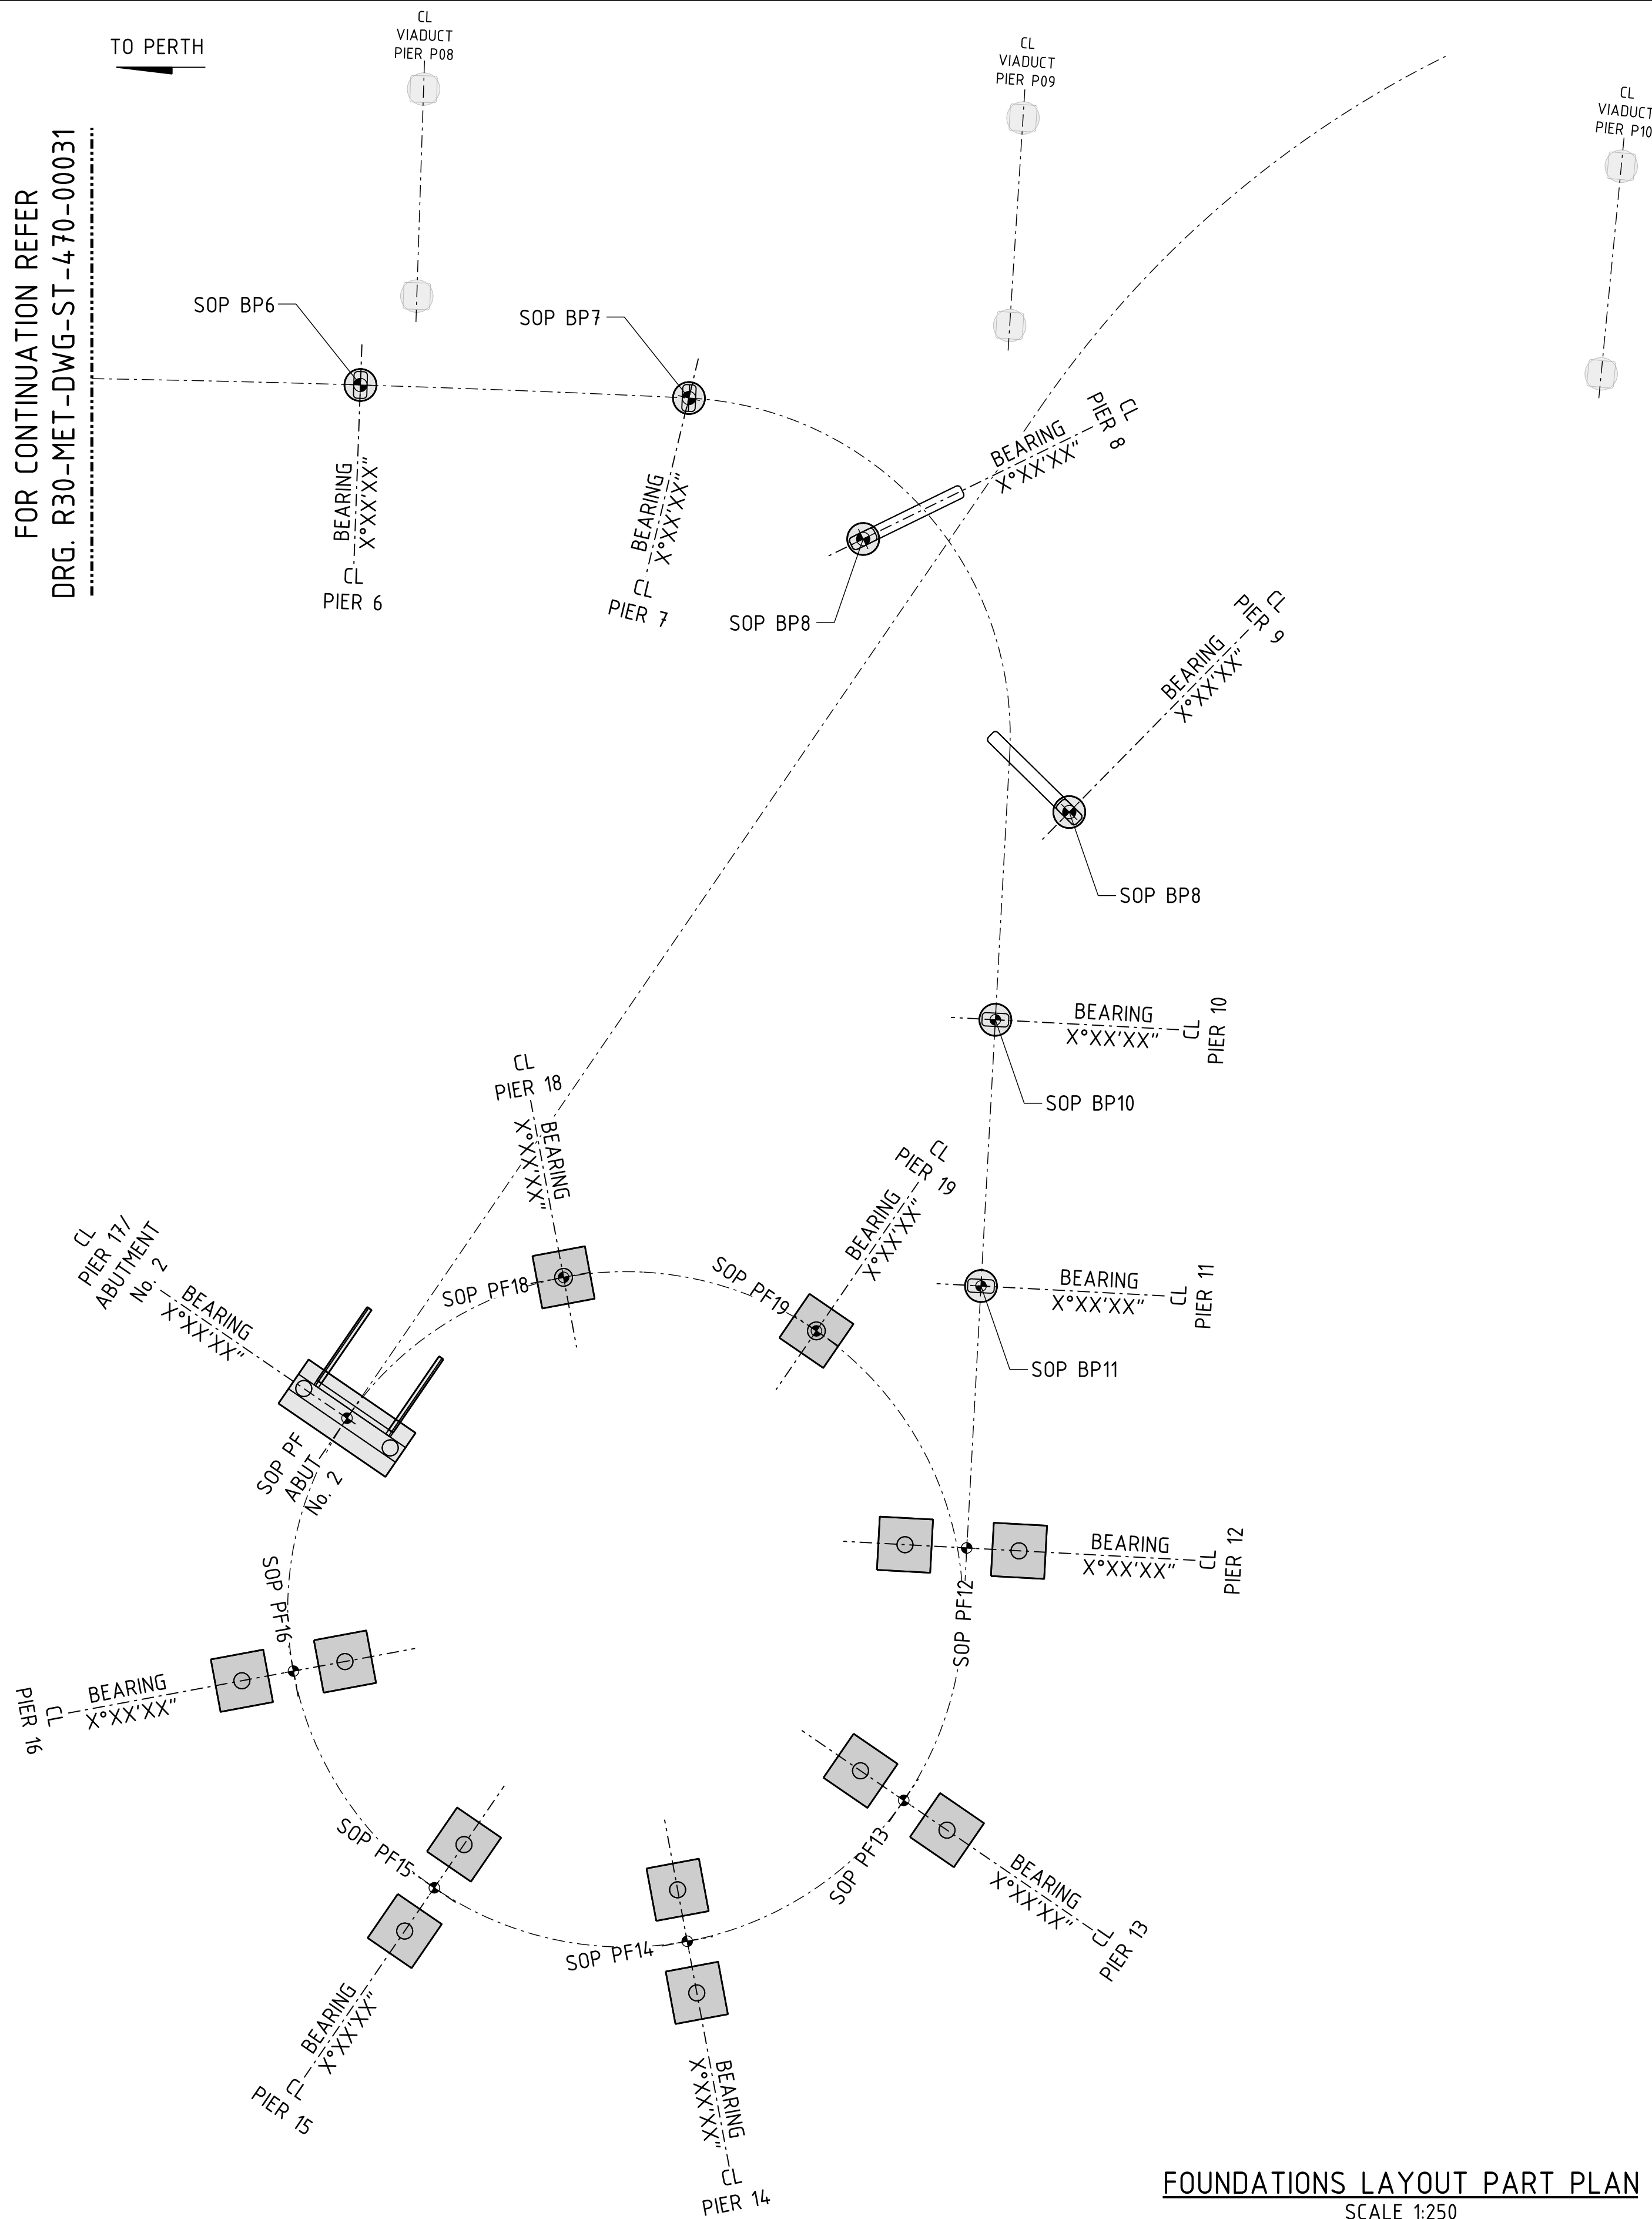 TO PERTH
CL
VIADUCT
PIER P08
CL
VIADUCT
PIER P09
CL
VIADUCT
PIER P10
FOR CONTINUATION REFER
DRG. R30-MET-DWG-ST-470-00031
SOP BP6
SOP BP7
BEARING
X°XX'XX"
CL
PIER 6
BEARING
X°XX'XX"
CL
PIER 7
CL
PIER 8
BEARING
X°XX'XX"
SOP BP8
CL
PIER 9
BEARING
X°XX'XX"
SOP BP8
BEARING
X°XX'XX"
CL
PIER 10
SOP BP10
CL
PIER 18
BEARING
X°XX'XX"
SOP PF18
CL
PIER 19
BEARING
X°XX'XX"
SOP PF19
BEARING
X°XX'XX"
CL
PIER 11
SOP BP11
CL
PIER 17/
ABUTMENT
No. 2
BEARING
X°XX'XX"
SOP PF
ABUT
No. 2
BEARING
X°XX'XX"
CL
PIER 12
SOP PF12
SOP PF16
BEARING
X°XX'XX"
CL
PIER 16
SOP PF15
BEARING
X°XX'XX"
CL
PIER 15
SOP PF14
BEARING
X°XX'XX"
CL
PIER 14
SOP PF13
BEARING
X°XX'XX"
CL
PIER 13
FOUNDATIONS LAYOUT PART PLAN
SCALE 1:250